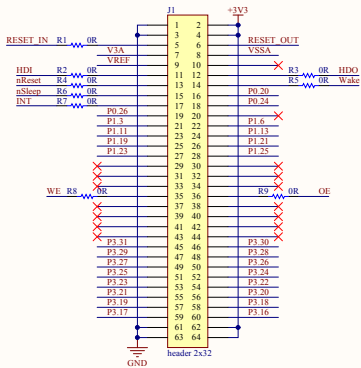 J1 +3V3
1 2
3 4
RESET_IN R1 0R 5 6 RESET_OUT
V3A 7 8 VSSA
VREF 9 10
HDI R2 0R 11 12 R3 0R HDO
nReset R4 0R 13 14 R5 0R Wake
nSleep R6 0R 15 16 P0.20
INT R7 0R 17 18 P0.24
P0.26 19 20
P1.3 21 22 P1.6
P1.11 23 24 P1.13
P1.19 25 26 P1.21
P1.23 27 28 P1.25
29 30
31 32
33 34
WE R8 0R 35 36 R9 0R OE
37 38
39 40
41 42
43 44
P3.31 45 46 P3.30
P3.29 47 48 P3.28
P3.27 49 50 P3.26
P3.25 51 52 P3.24
P3.23 53 54 P3.22
P3.21 55 56 P3.20
P3.19 57 58 P3.18
P3.17 59 60 P3.16
61 62
63 64
header 2x32
GND